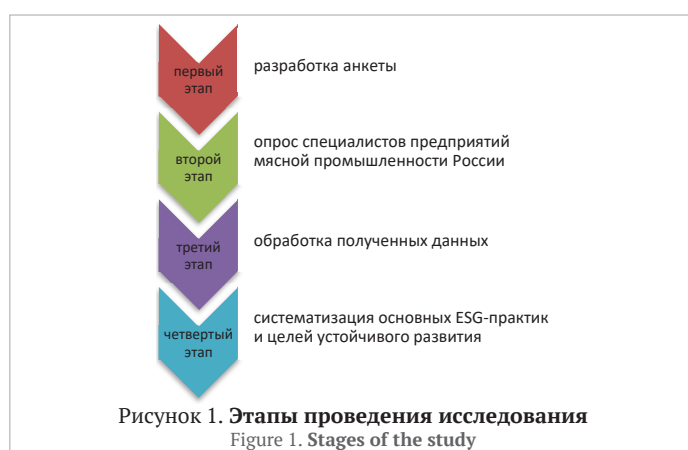 первый
этап
разработка анкеты
второй
этап
опрос специалистов предприятий
мясной промышленности России
третий
этап
обработка полученных данных
четвертый
этап
систематизация основных ESG-практик
и целей устойчивого развития
Рисунок 1. Этапы проведения исследования
Figure 1. Stages of the study